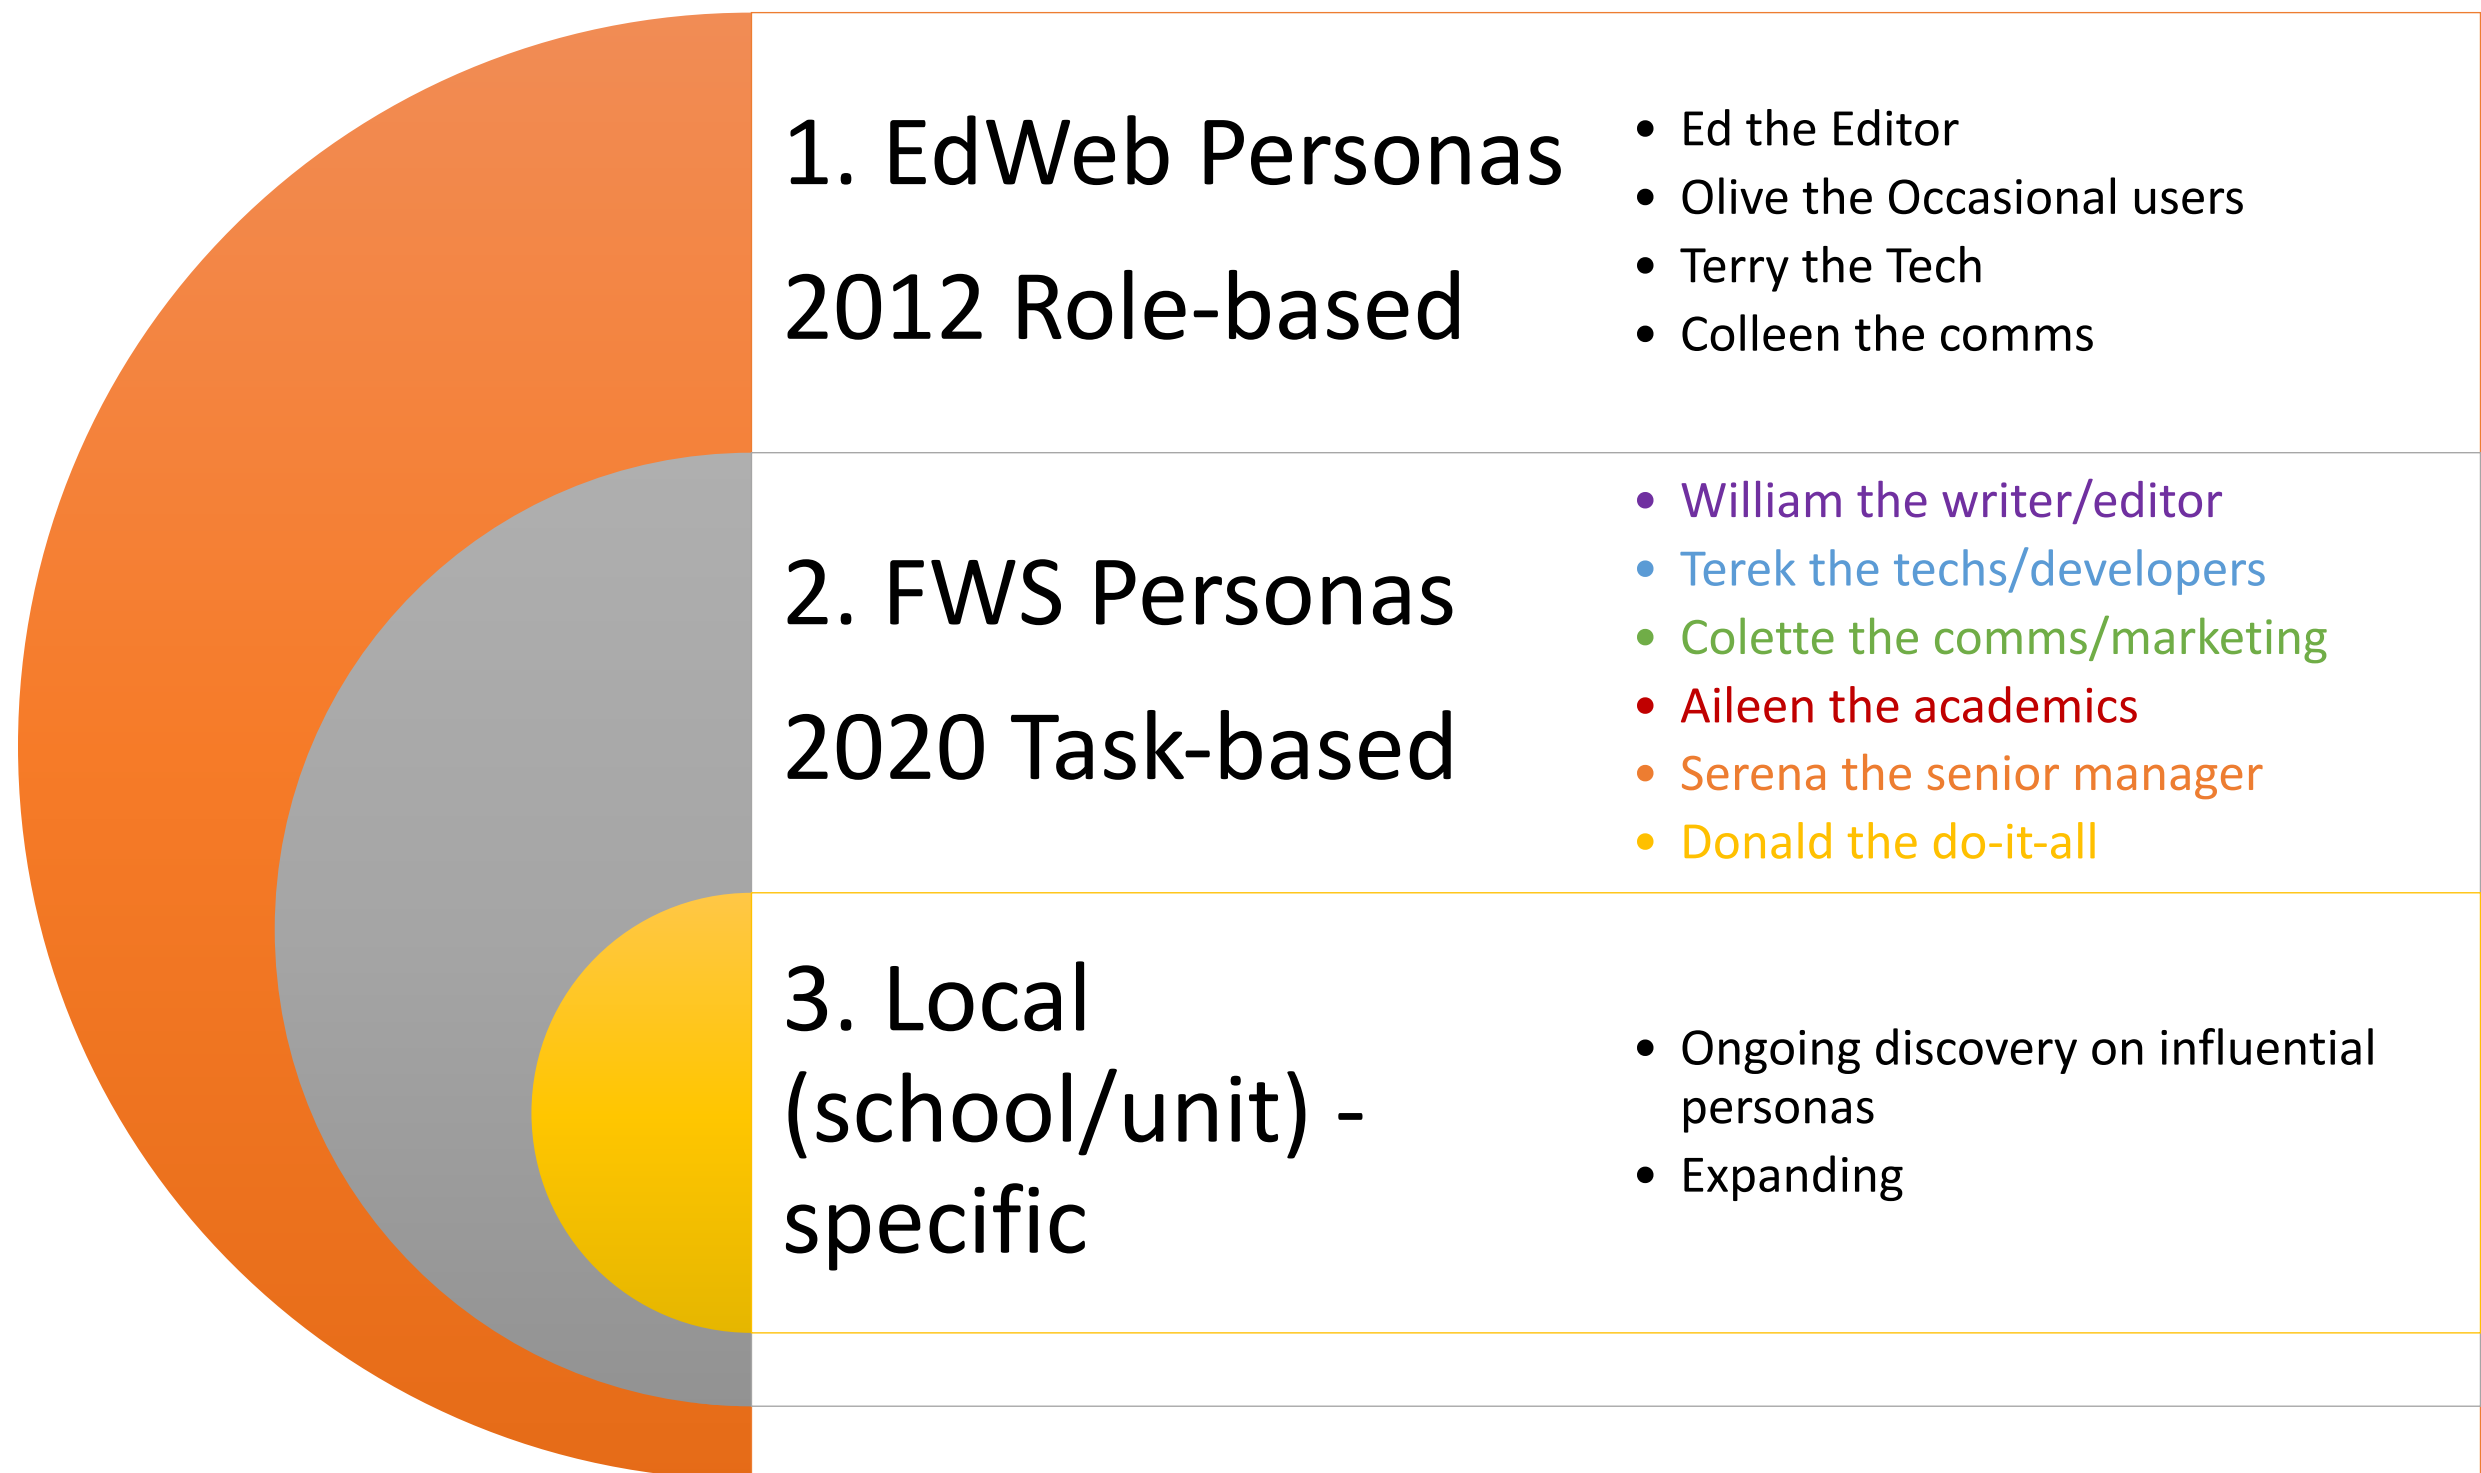 1. EdWeb Personas
2012 Role-based
• Ed the Editor
• Olive the Occasional users
• Terry the Tech
• Colleen the comms
2. FWS Personas
2020 Task-based
• William the writer/editor
• Terek the techs/developers
• Colette the comms/marketing
• Aileen the academics
• Serena the senior manager
• Donald the do-it-all
3. Local
(school/unit) -
specific
• Ongoing discovery on influential
personas
• Expanding